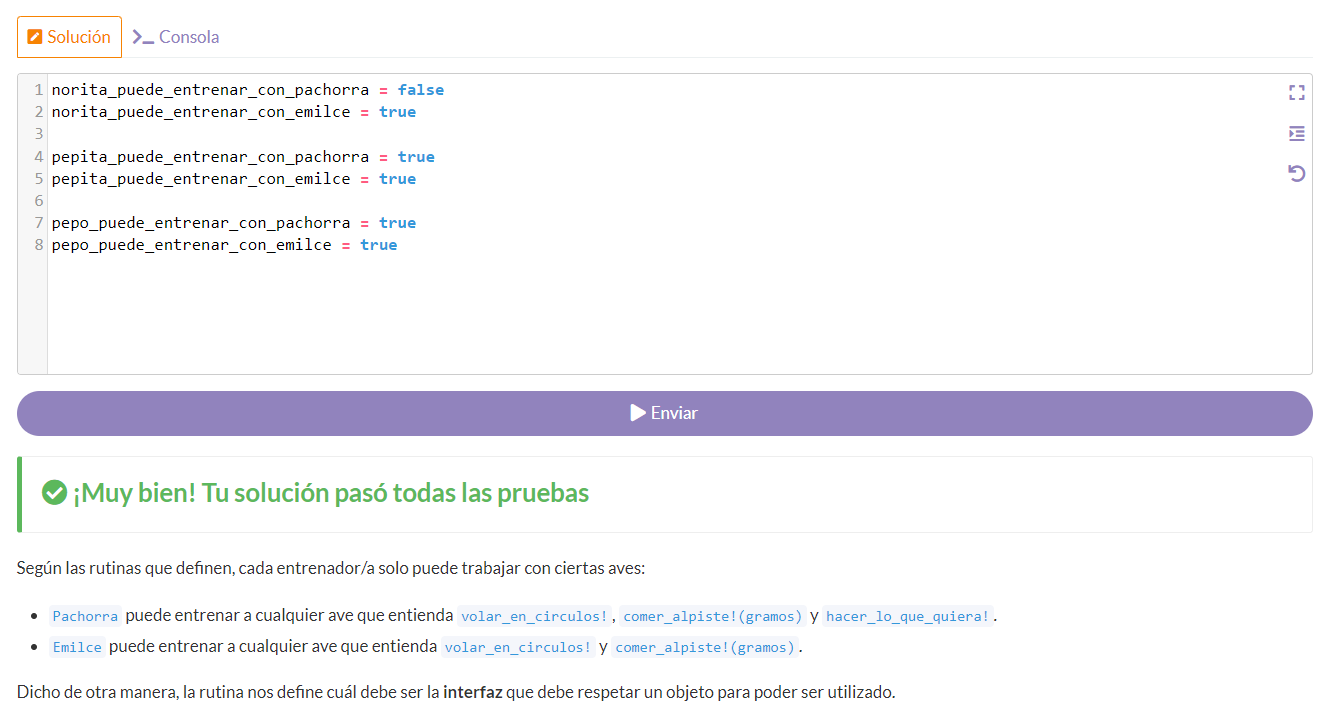 Solución
Consola
1 norita_puede_entrenar_con_pachorra = false
2 norita_puede_entrenar_con_emilce = true
3
4 pepita_puede_entrenar_con_pachorra = true
5 pepita_puede_entrenar_con_emilce = true
6
7 pepo_puede_entrenar_con_pachorra = true
8 pepo_puede_entrenar_con_emilce = true
Enviar
¡Muy bien! Tu solución pasó todas las pruebas
Según las rutinas que definen, cada entrenador/a solo puede trabajar con ciertas aves:
• Pachorra puede entrenar a cualquier ave que entienda volar_en_circulos!, comer_alpiste!(gramos) y hacer_lo_que_quiera!.
• Emilce puede entrenar a cualquier ave que entienda volar_en_circulos! y comer_alpiste!(gramos).
Dicho de otra manera, la rutina nos define cuál debe ser la interfaz que debe respetar un objeto para poder ser utilizado.